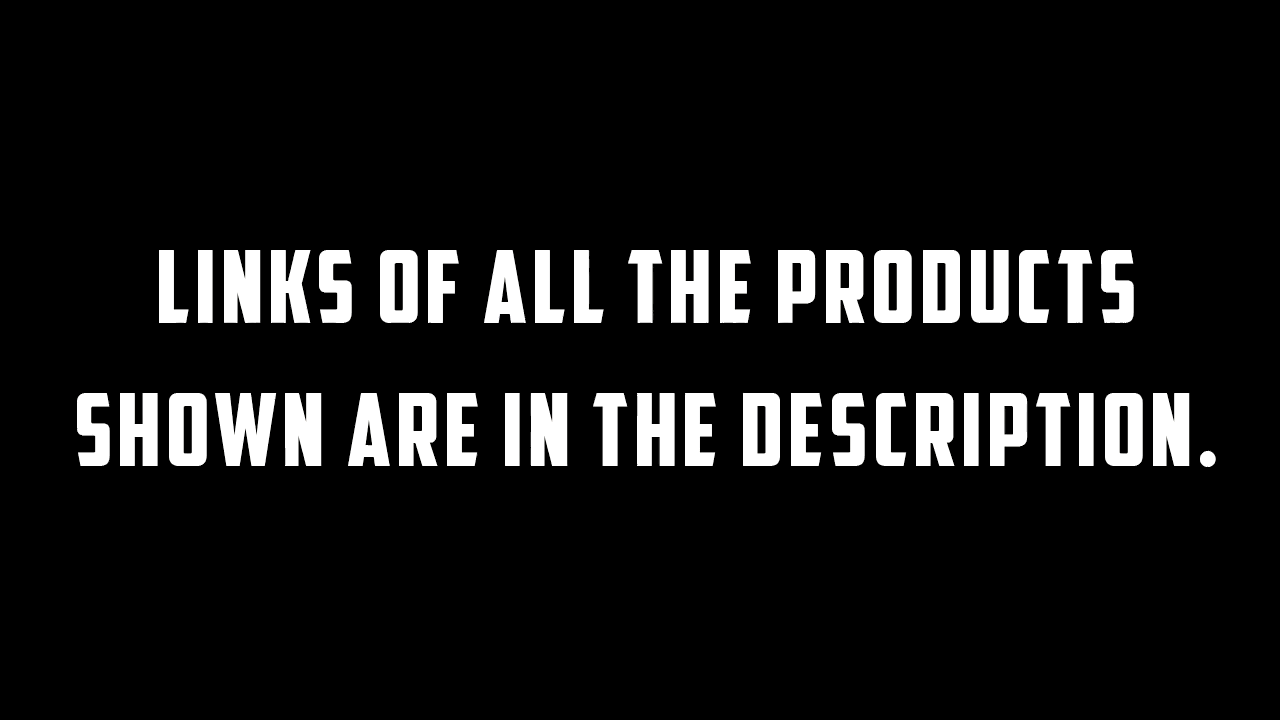 LINKS OF ALL THE PRODUCTS
SHOWN ARE IN THE DESCRIPTION.